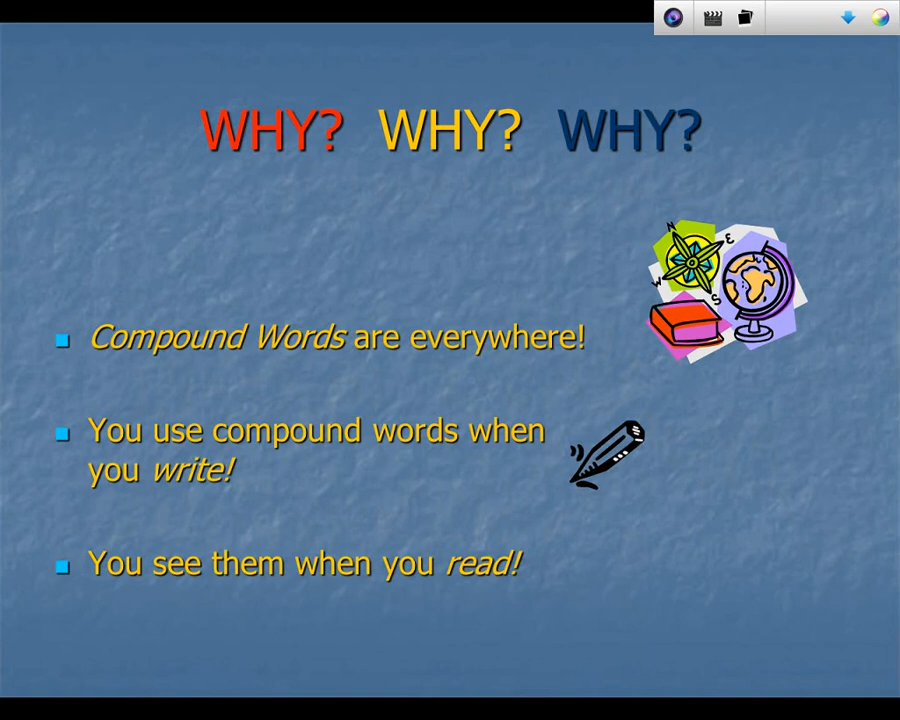 WHY? WHY? WHY?
N
E
W
S
Compound Words are everywhere!
You use compound words when
you write!
You see them when you read!